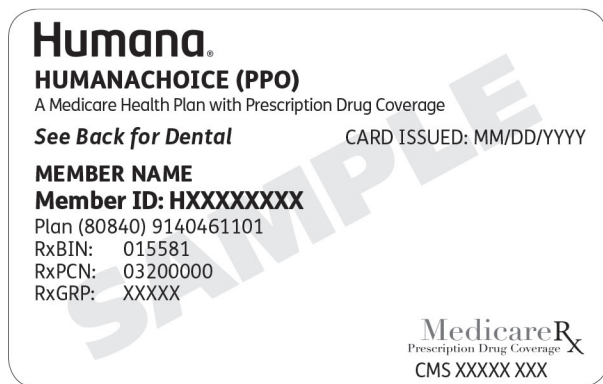 Humana®
HUMANACHOICE (PPO)
A Medicare Health Plan with Prescription Drug Coverage
See Back for Dental CARD ISSUED: MM/DD/YYYY
MEMBER NAME
Member ID: HXXXXXXXX
Plan (80840) 9140461101
RxBIN: 015581
RxPCN: 03200000
RxGRP: XXXXX
SAMPLE
MedicareRx
Prescription Drug Coverage
CMS XXXXX XXX